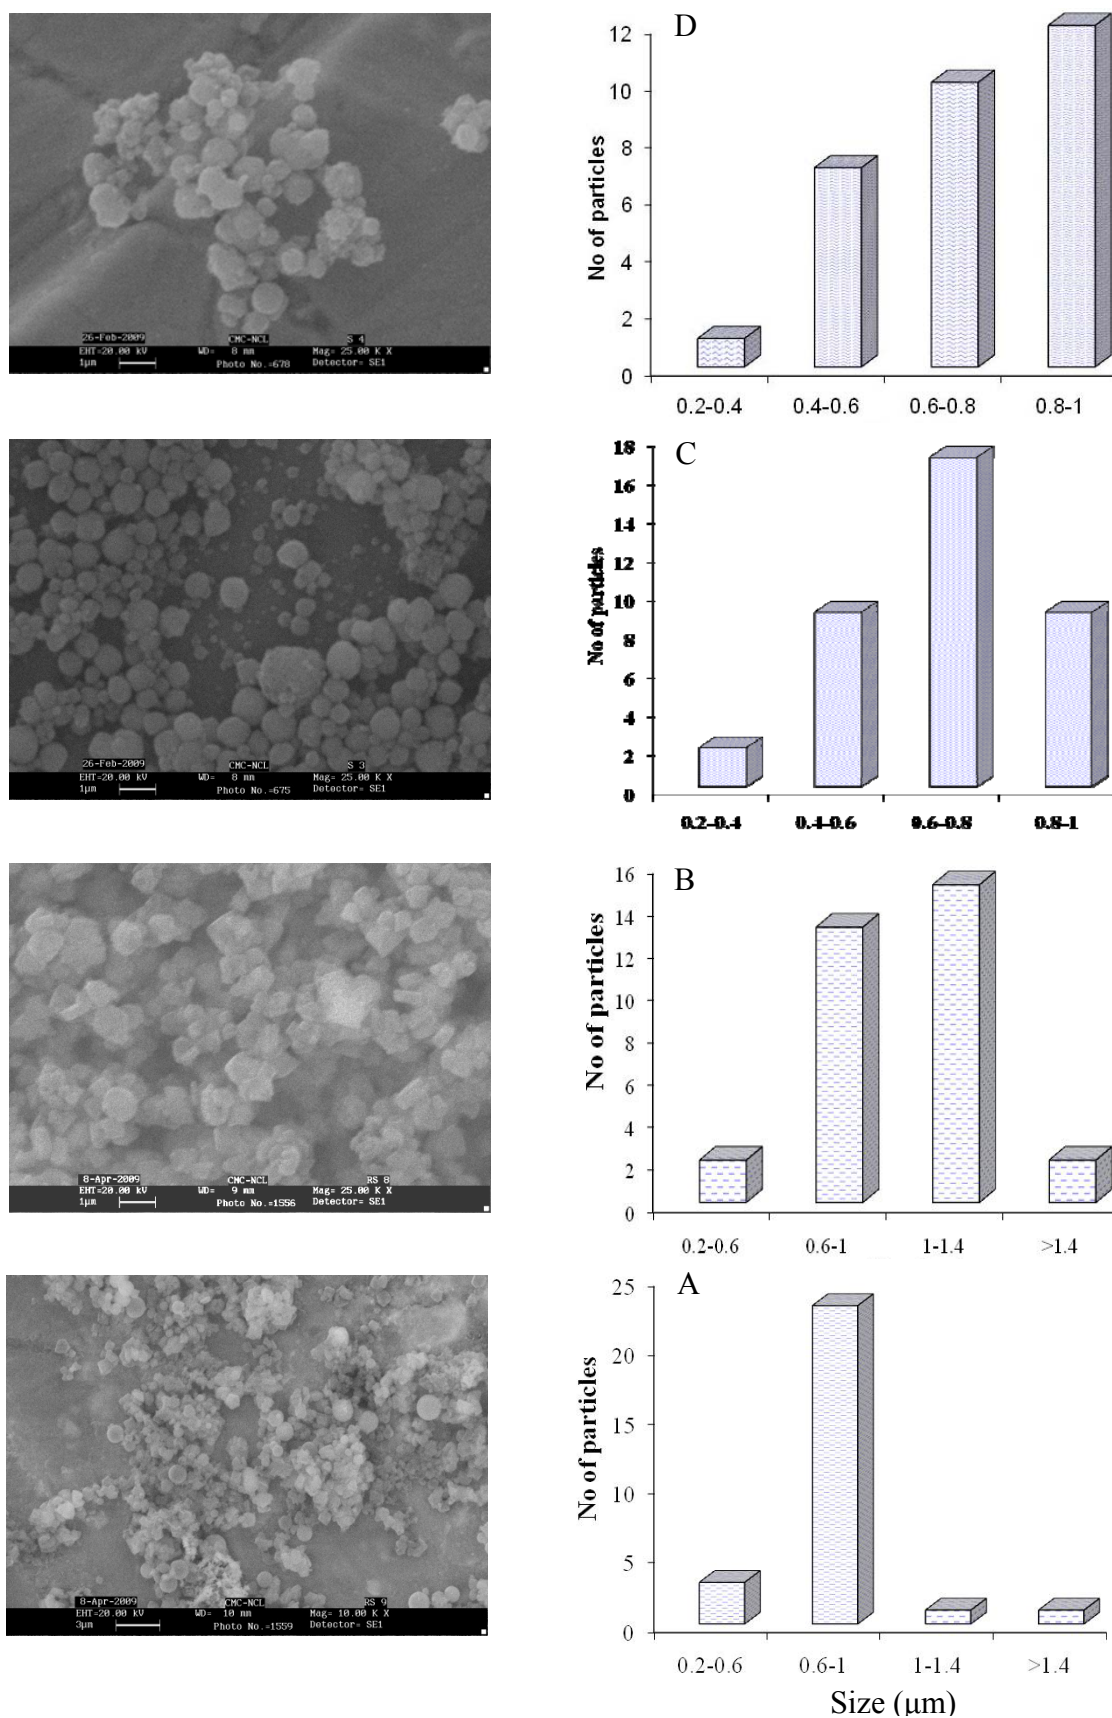 D
No of particles
12
10
8
6
4
2
0
0.2-0.4 0.4-0.6 0.6-0.8 0.8-1
26-Feb-2009 CMC-NCL S 4
EHT=20.00 kV WD= 8 mm Mag= 25.00 K X
1µm Photo No.=678 Detector= SE1
C
No of particles
18
16
14
12
10
8
6
4
2
0
0.2-0.4 0.4-0.6 0.6-0.8 0.8-1
26-Feb-2009 CMC-NCL S 3
EHT=20.00 kV WD= 8 mm Mag= 25.00 K X
1µm Photo No.=675 Detector= SE1
B
No of particles
16
14
12
10
8
6
4
2
0
0.2-0.6 0.6-1 1-1.4 >1.4
8-Apr-2009 CMC-NCL RS 8
EHT=20.00 kV WD= 9 mm Mag= 25.00 K X
1µm Photo No.=1556 Detector= SE1
A
No of particles
25
20
15
10
5
0
0.2-0.6 0.6-1 1-1.4 >1.4
Size (µm)
8-Apr-2009 CMC-NCL RS 9
EHT=20.00 kV WD= 10 mm Mag= 10.00 K X
3µm Photo No.=1559 Detector= SE1